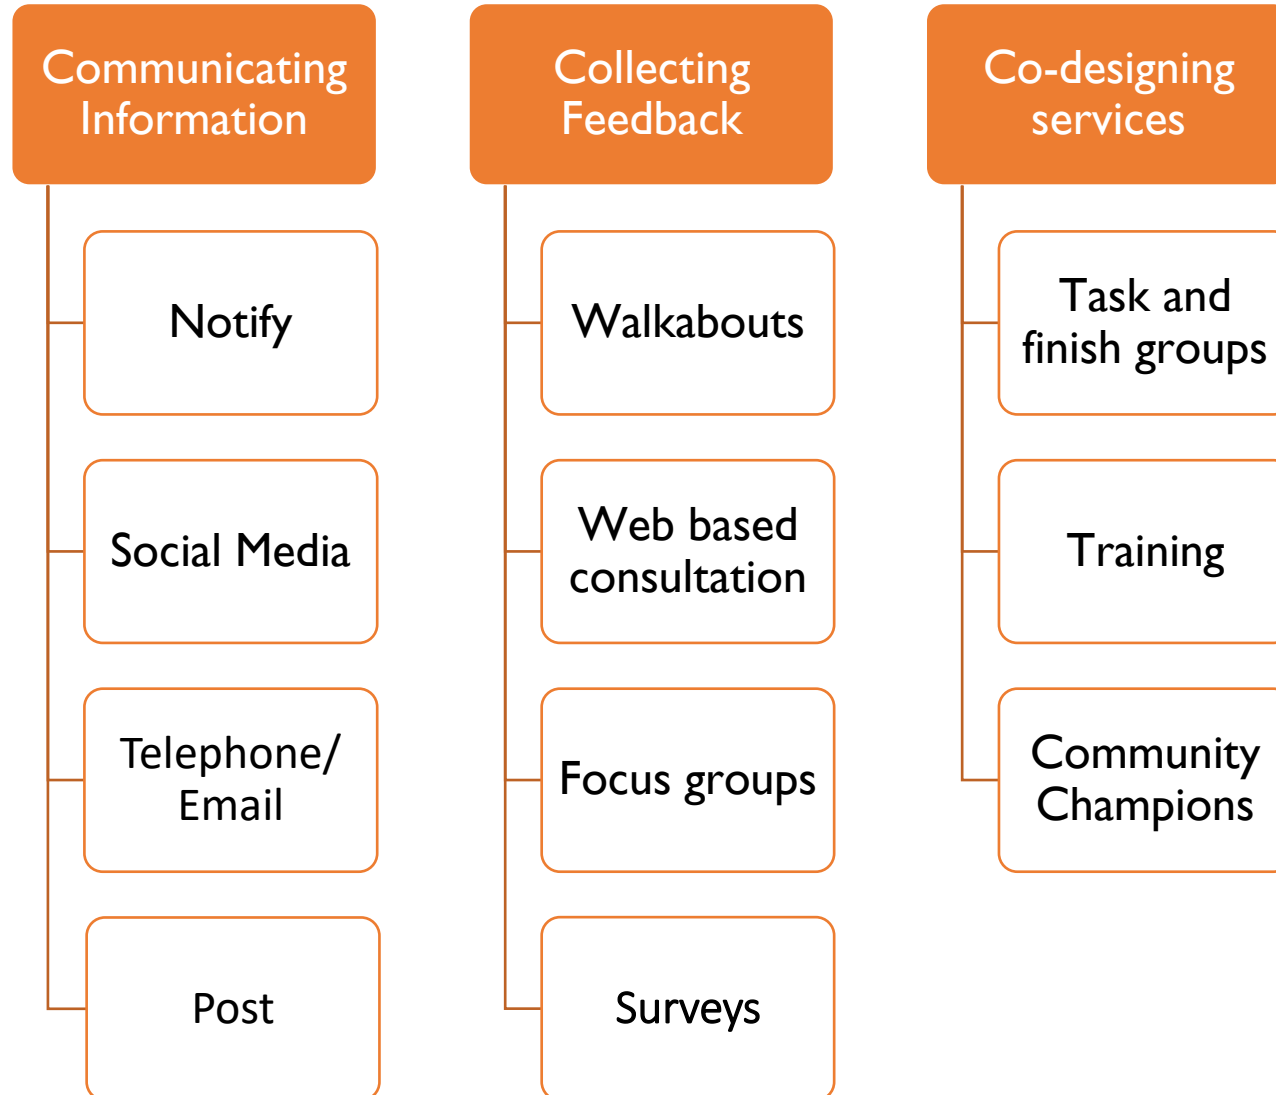 Communicating
Information
Notify
Social Media
Telephone/
Email
Post
Collecting
Feedback
Walkabouts
Web based
consultation
Focus groups
Surveys
Co-designing
services
Task and
finish groups
Training
Community
Champions